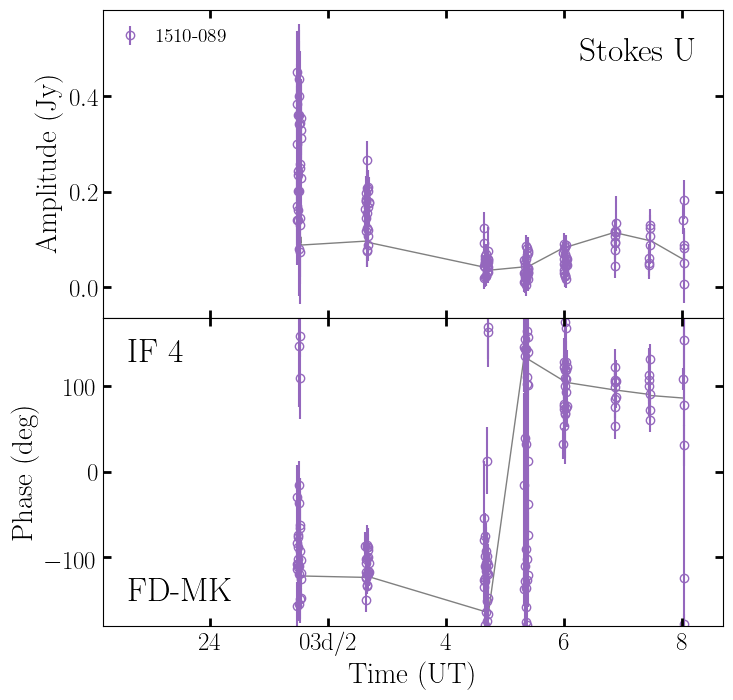 1510-089
Stokes U
Amplitude (Jy)
0.4
0.2
0.0
IF 4
Phase (deg)
100
0
−100
FD-MK
24
03d/2
4
6
8
Time (UT)